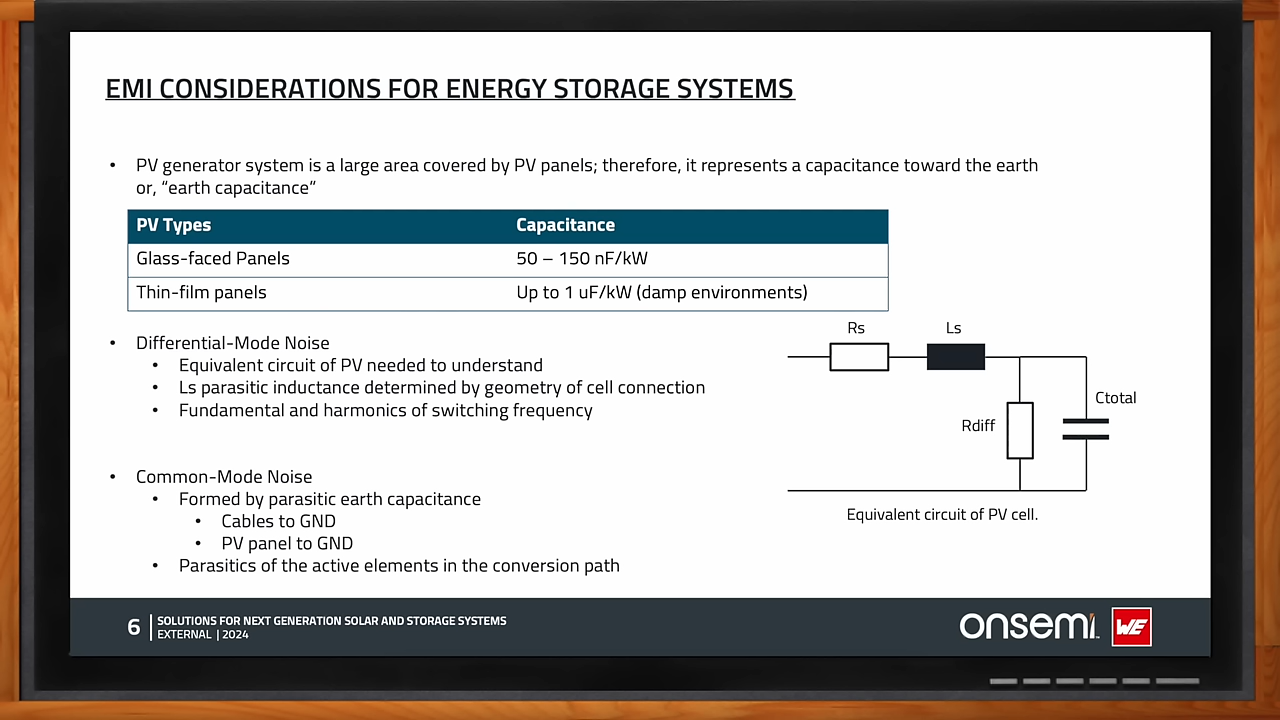 EMI CONSIDERATIONS FOR ENERGY STORAGE SYSTEMS
• PV generator system is a large area covered by PV panels; therefore, it represents a capacitance toward the earth
or, “earth capacitance”
PV Types Capacitance
Glass-faced Panels 50 – 150 nF/kW
Thin-film panels Up to 1 uF/kW (damp environments)
• Differential-Mode Noise
• Equivalent circuit of PV needed to understand
• Ls parasitic inductance determined by geometry of cell connection
• Fundamental and harmonics of switching frequency
• Common-Mode Noise
• Formed by parasitic earth capacitance
• Cables to GND
• PV panel to GND
• Parasitics of the active elements in the conversion path
Rs Ls
Ctotal
Rdiff
Equivalent circuit of PV cell.
6 SOLUTIONS FOR NEXT GENERATION SOLAR AND STORAGE SYSTEMS
EXTERNAL | 2024
onsemi
WE